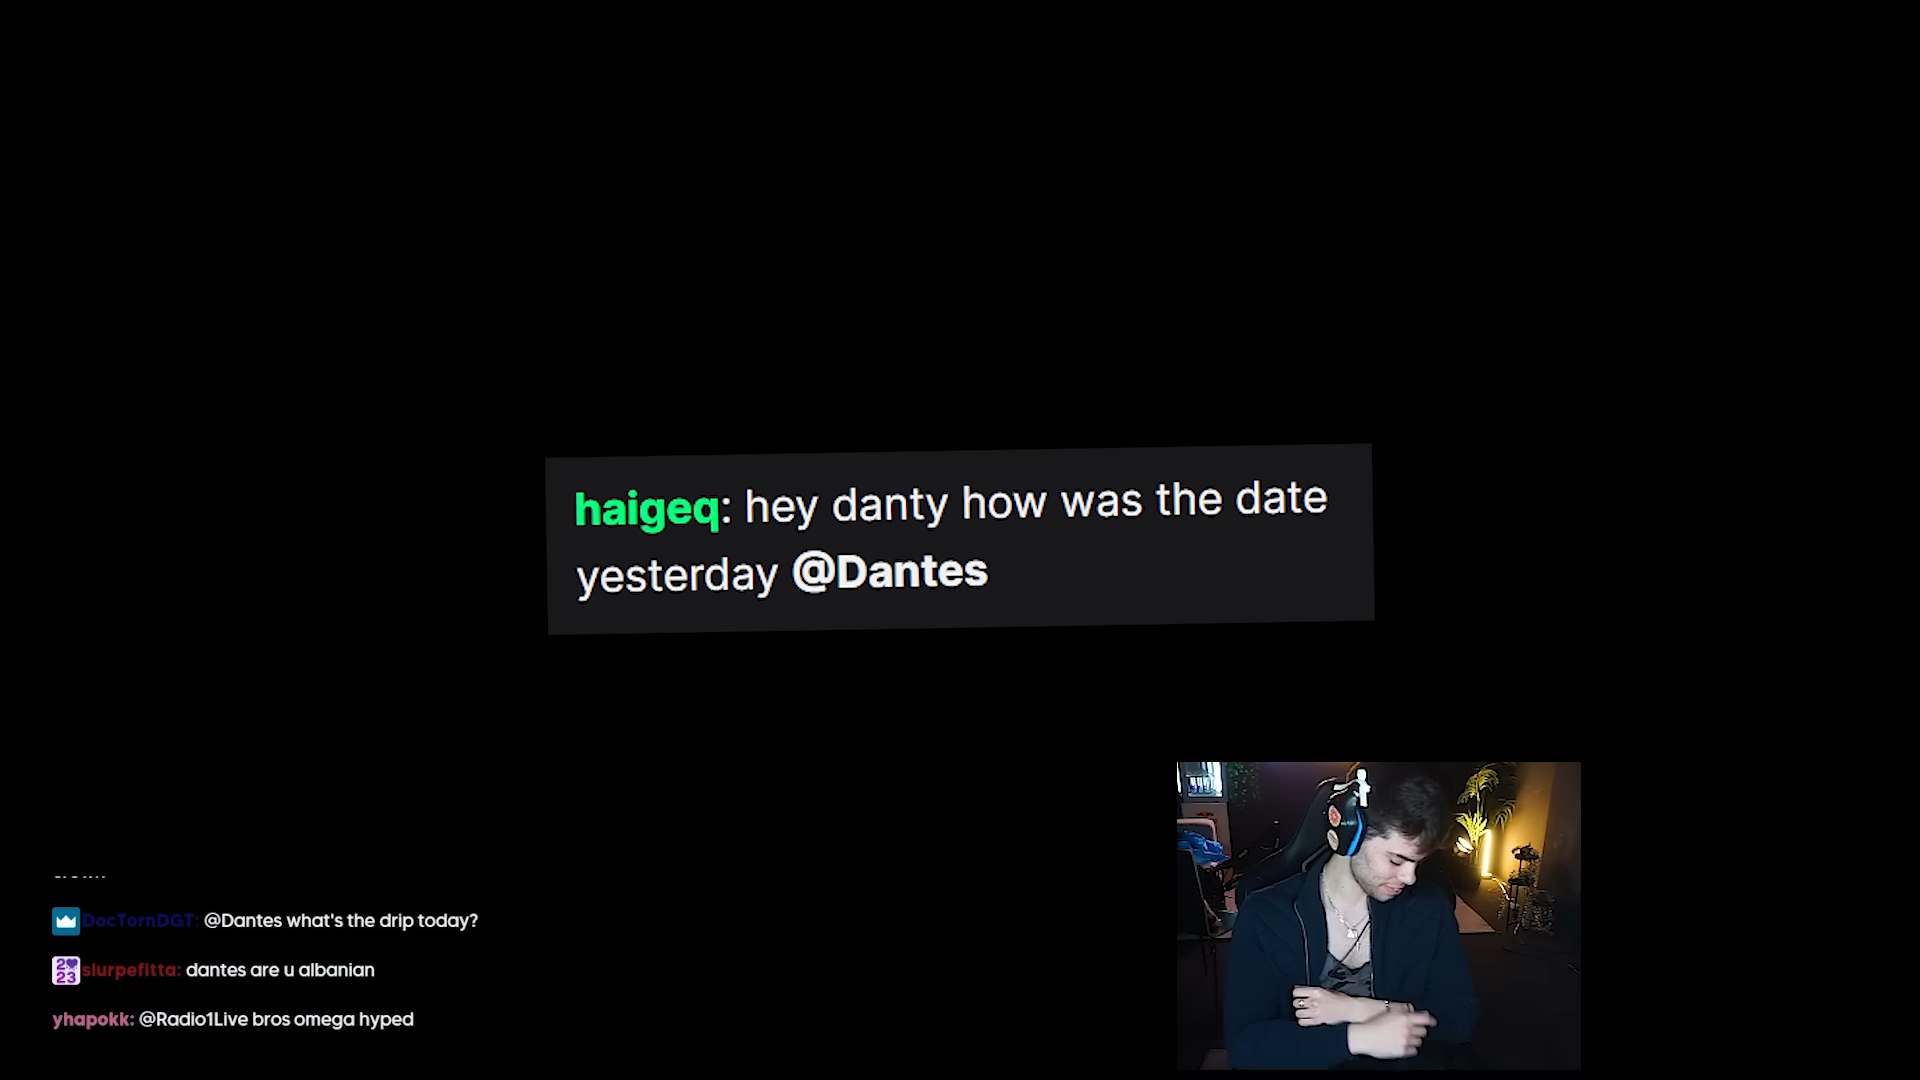 haigeq: hey danty how was the date
yesterday @Dantes
DocTornDGT: @Dantes what's the drip today?
slurpefitta: dantes are u albanian
yhapokk: @Radio1Live bros omega hyped